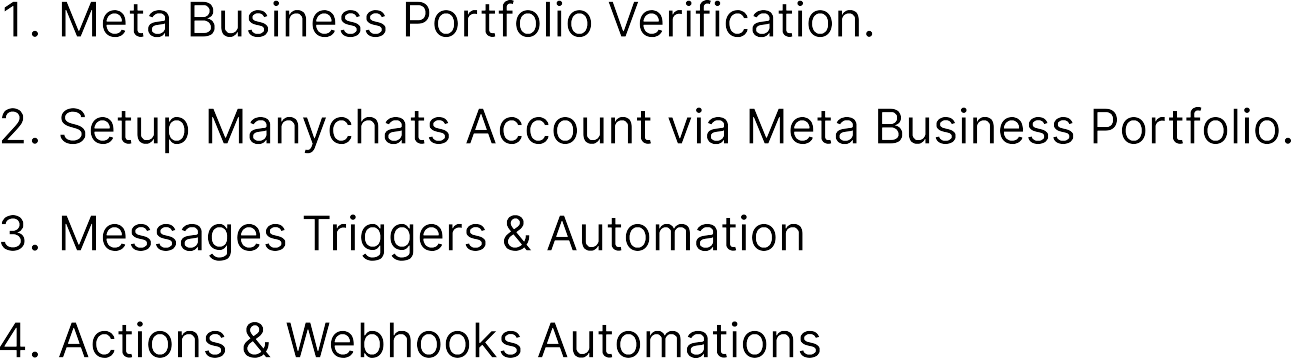 1. Meta Business Portfolio Verification.
2. Setup Manychats Account via Meta Business Portfolio.
3. Messages Triggers & Automation
4. Actions & Webhooks Automations